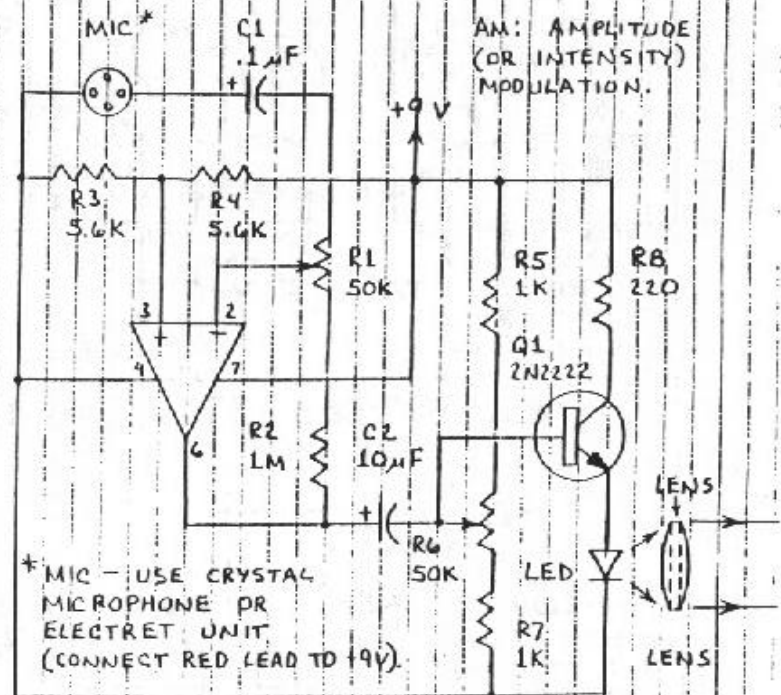 MIC*
C1
.1µF
+
AM: AMPLITUDE
(OR INTENSITY)
MODULATION.
+9 V
R3
5.6K
R4
5.6K
R1
50K
R5
1K
R8
220
3
2
+
−
4
7
6
Q1
2N2222
R2
1M
C2
10µF
+
R6
50K
LED
LENS
R7
1K
LENS
*MIC – USE CRYSTAL
MICROPHONE OR
ELECTRET UNIT
(CONNECT RED LEAD TO +9V).